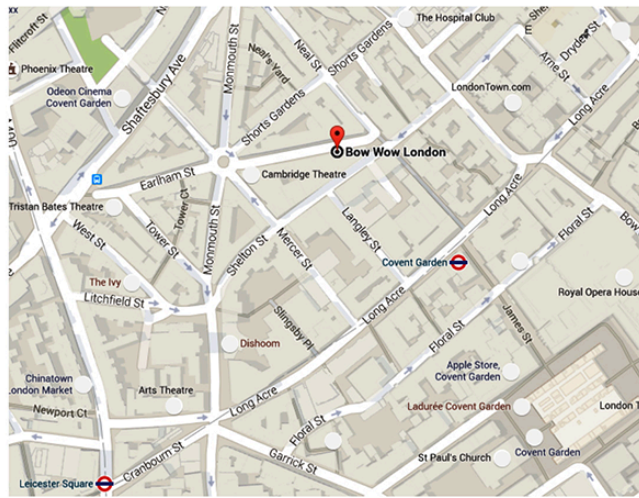 xx
Flitcroft St
Phoenix Theatre
Odeon Cinema
Covent Garden
Shaftesbury Ave
Monmouth St
Neal's Yard
Neal St
Shorts Gardens
The Hospital Club
Shorts Gardens
E
Dryden St
Arne St
LondonTown.com
Long Acre
Bow Wow London
Earlham St
Cambridge Theatre
Tristan Bates Theatre
Tower St
Tower Ct
Monmouth St
West St
Shelton St
Mercer St
Langley St
Long Acre
Floral St
Bow
Covent Garden
The Ivy
Litchfield St
Royal Opera House
Slingsby Pl
Long Acre
Floral St
James St
Dishoom
Apple Store,
Covent Garden
Chinatown
London Market
Arts Theatre
Newport Ct
Long Acre
Ladurée Covent Garden
London T
Floral St
Covent Garden
Cranbourn St
Garrick St
St Paul's Church
Leicester Square